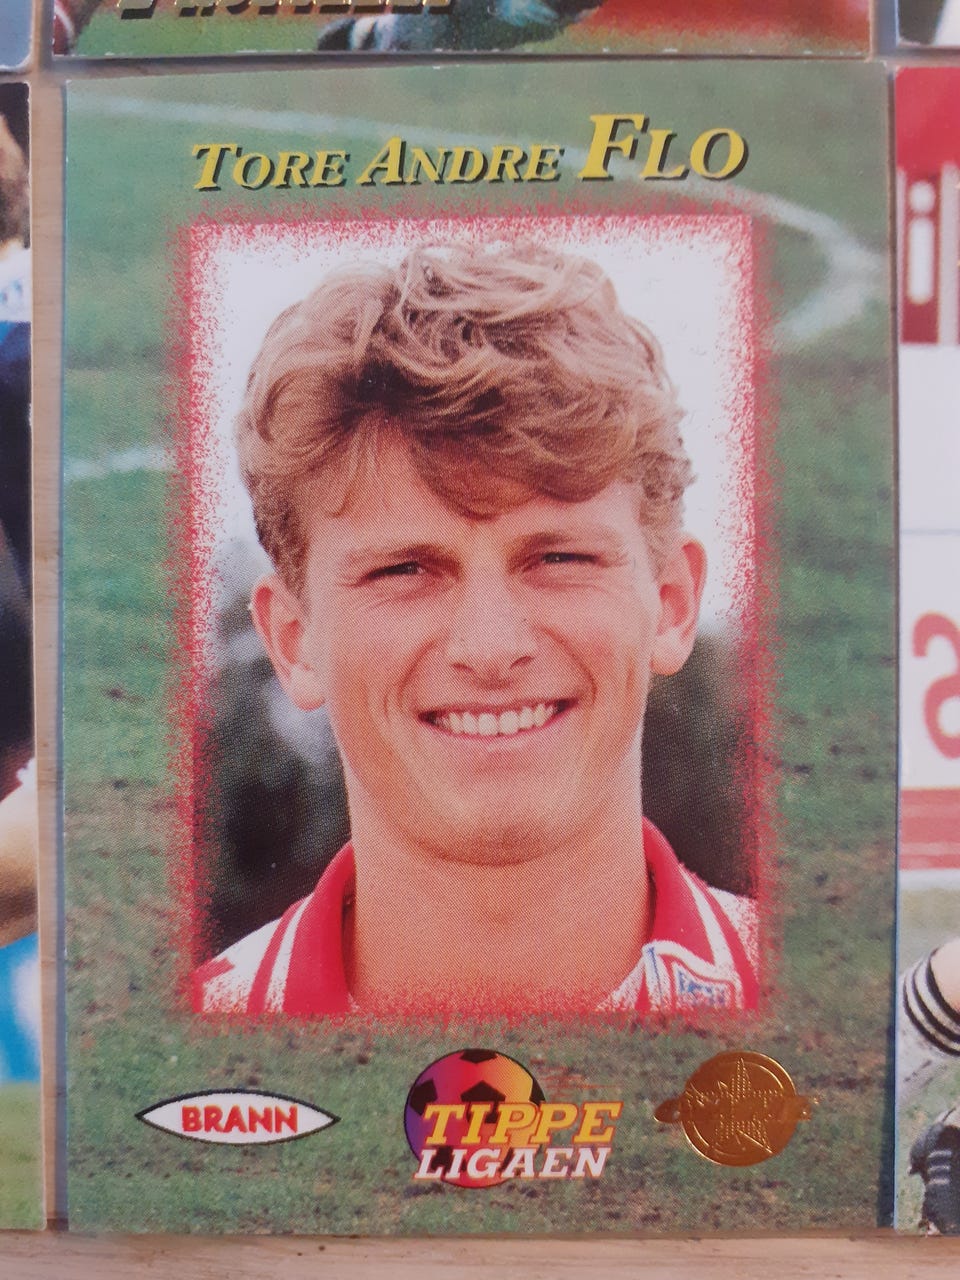 TORE ANDRE FLO
BRANN
TIPPE
LIGAEN